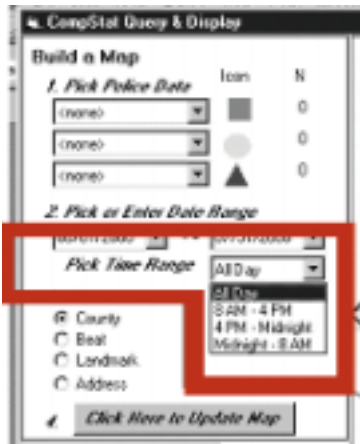 CompStat Query & Display
Build a Map
Icon N
1. Pick Police Data
<none> 0
<none> 0
<none> 0
2. Pick or Enter Date Range
Pick Time Range All Day
All Day
8 AM - 4 PM
4 PM - Midnight
Midnight - 8 AM
County
Beat
Landmark
Address
4. Click Here to Update Map